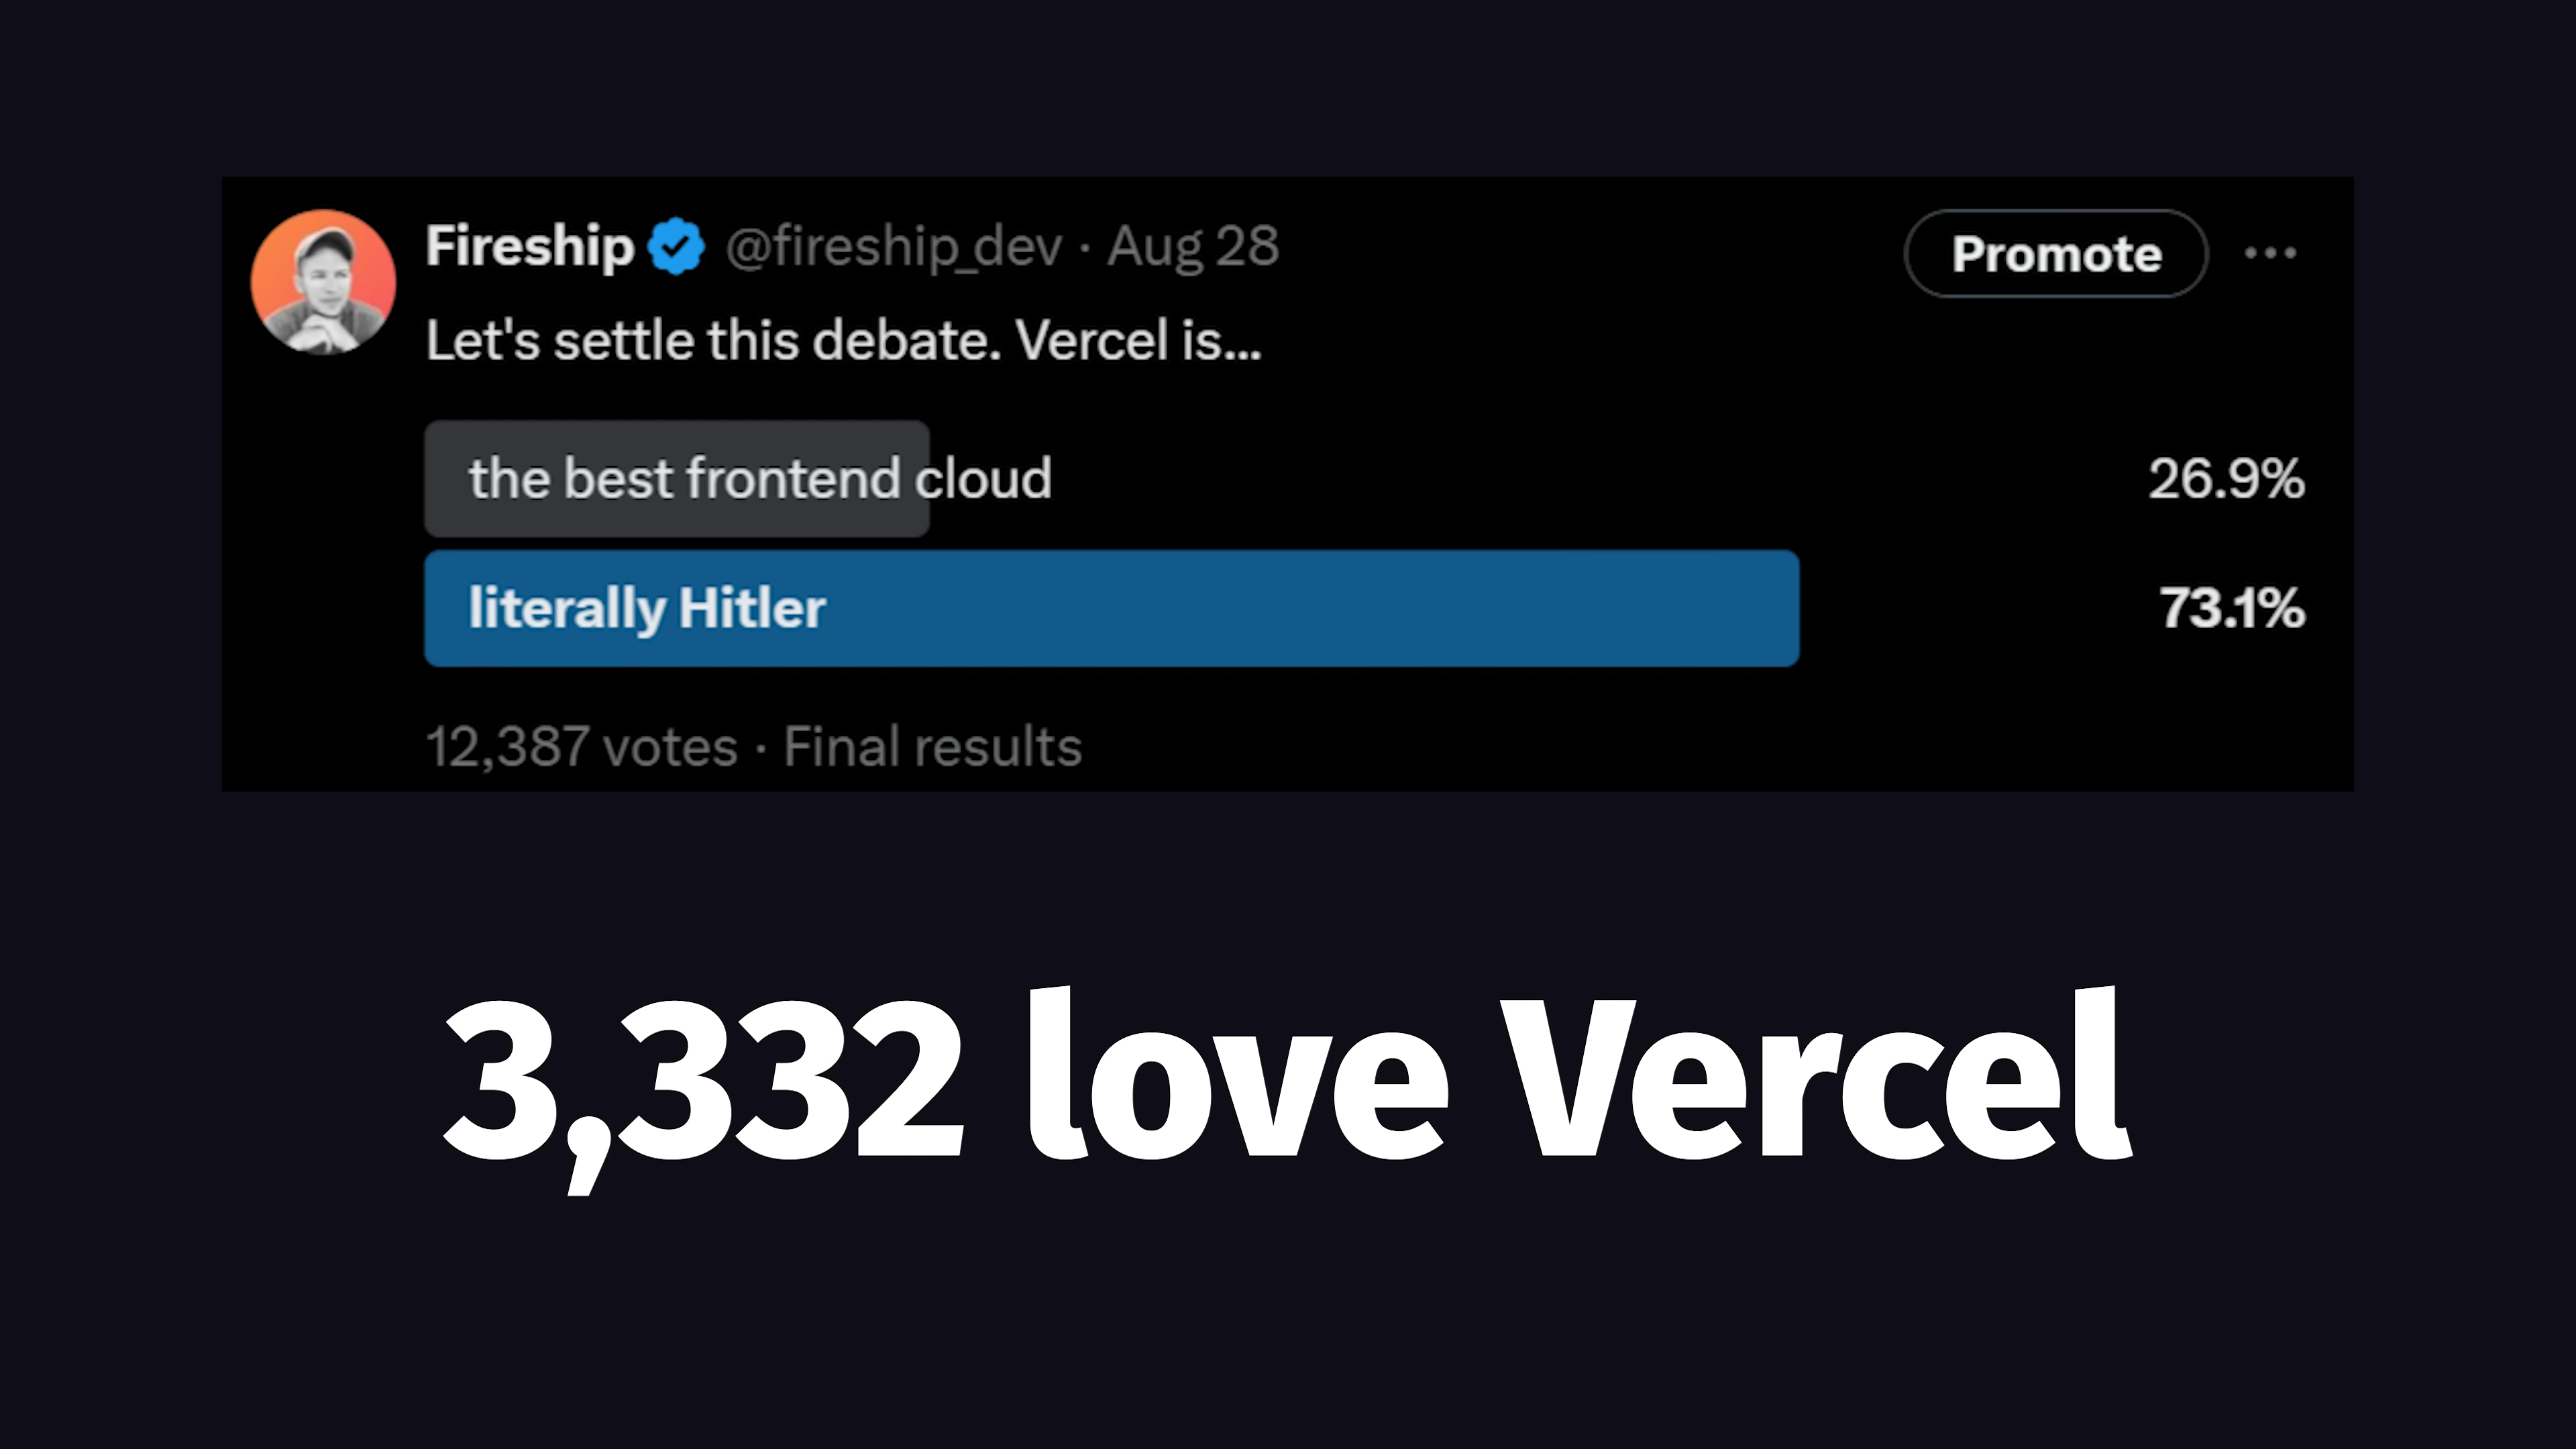 Fireship @fireship_dev · Aug 28 Promote ···
Let's settle this debate. Vercel is...
the best frontend cloud 26.9%
literally Hitler 73.1%
12,387 votes · Final results
3,332 love Vercel